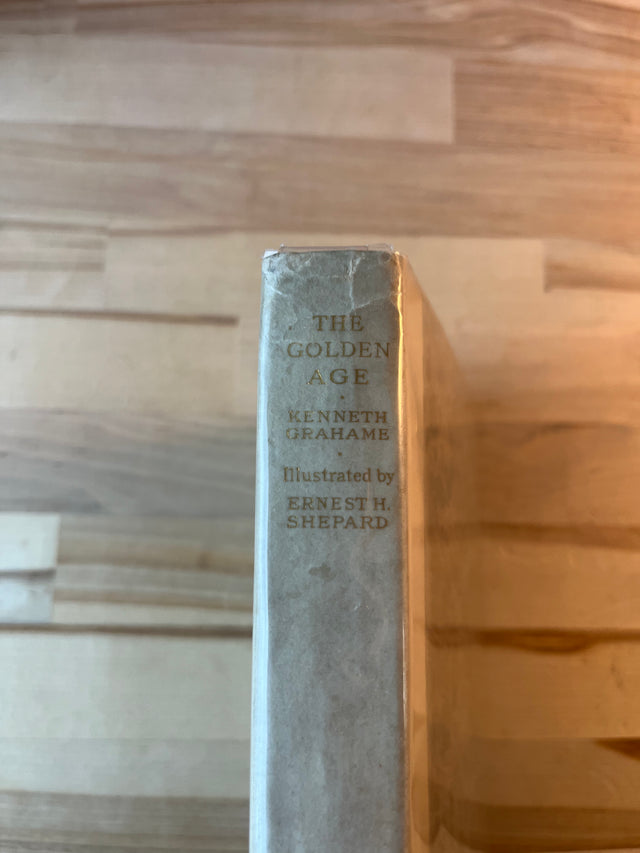 THE
GOLDEN
AGE
·
KENNETH
GRAHAME
·
Illustrated by
ERNEST H.
SHEPARD